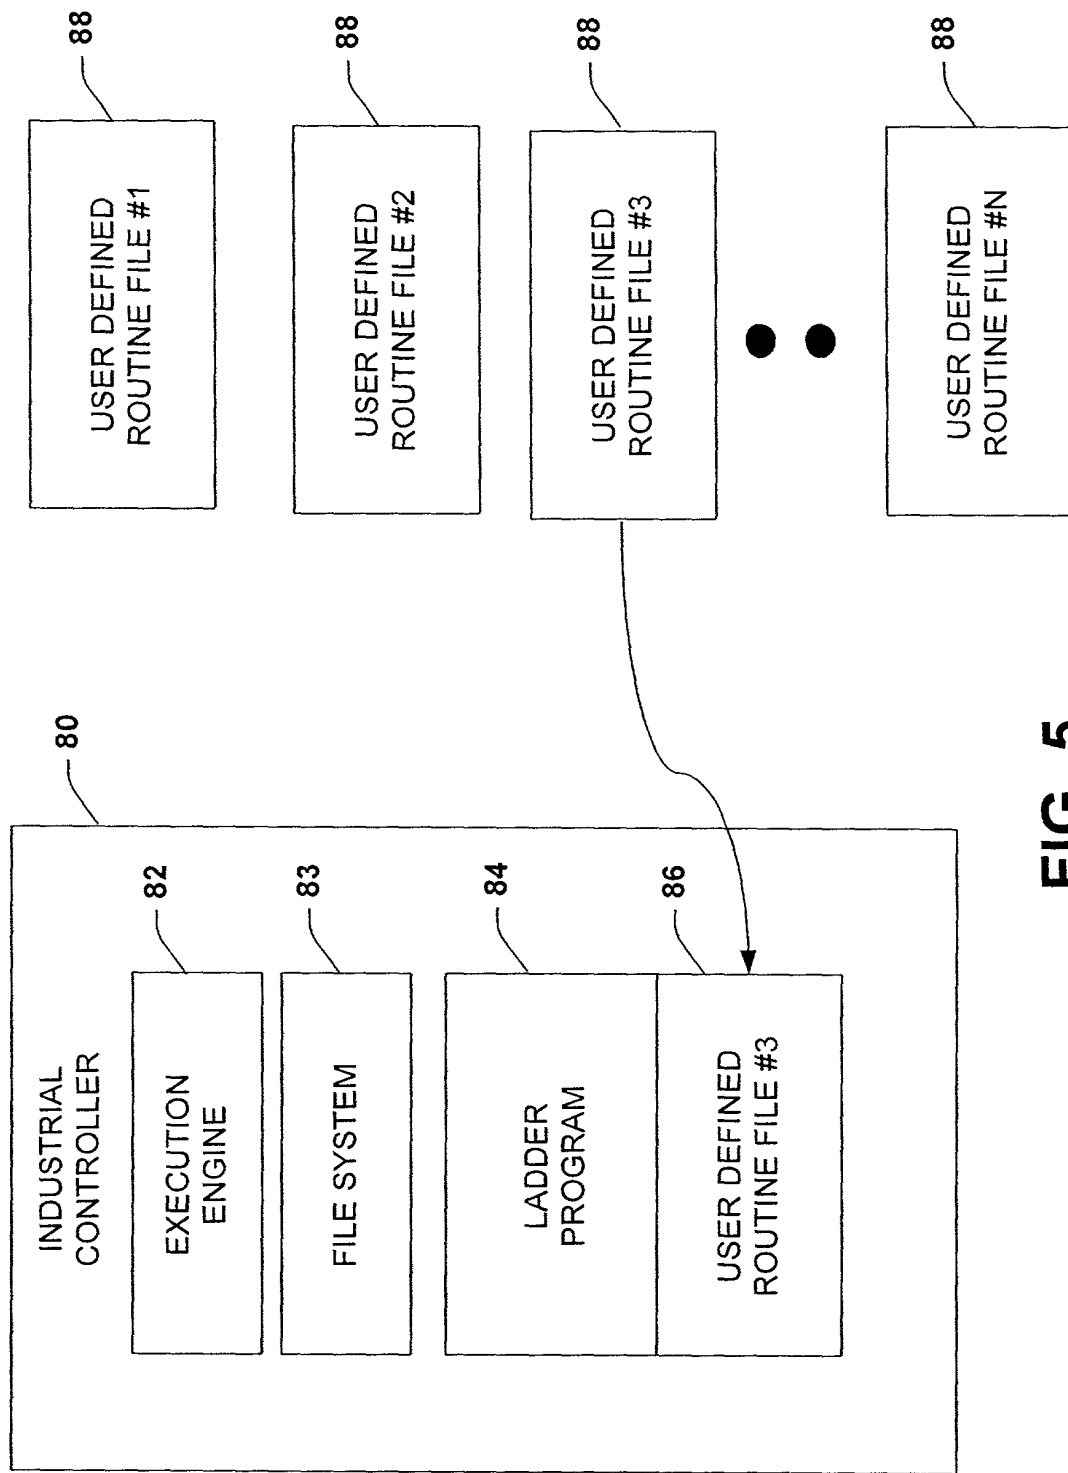 80
INDUSTRIAL
CONTROLLER
82
EXECUTION
ENGINE
83
FILE SYSTEM
84
LADDER
PROGRAM
86
USER DEFINED
ROUTINE FILE #3
88
USER DEFINED
ROUTINE FILE #1
88
USER DEFINED
ROUTINE FILE #2
88
USER DEFINED
ROUTINE FILE #3
88
USER DEFINED
ROUTINE FILE #N
FIG. 5